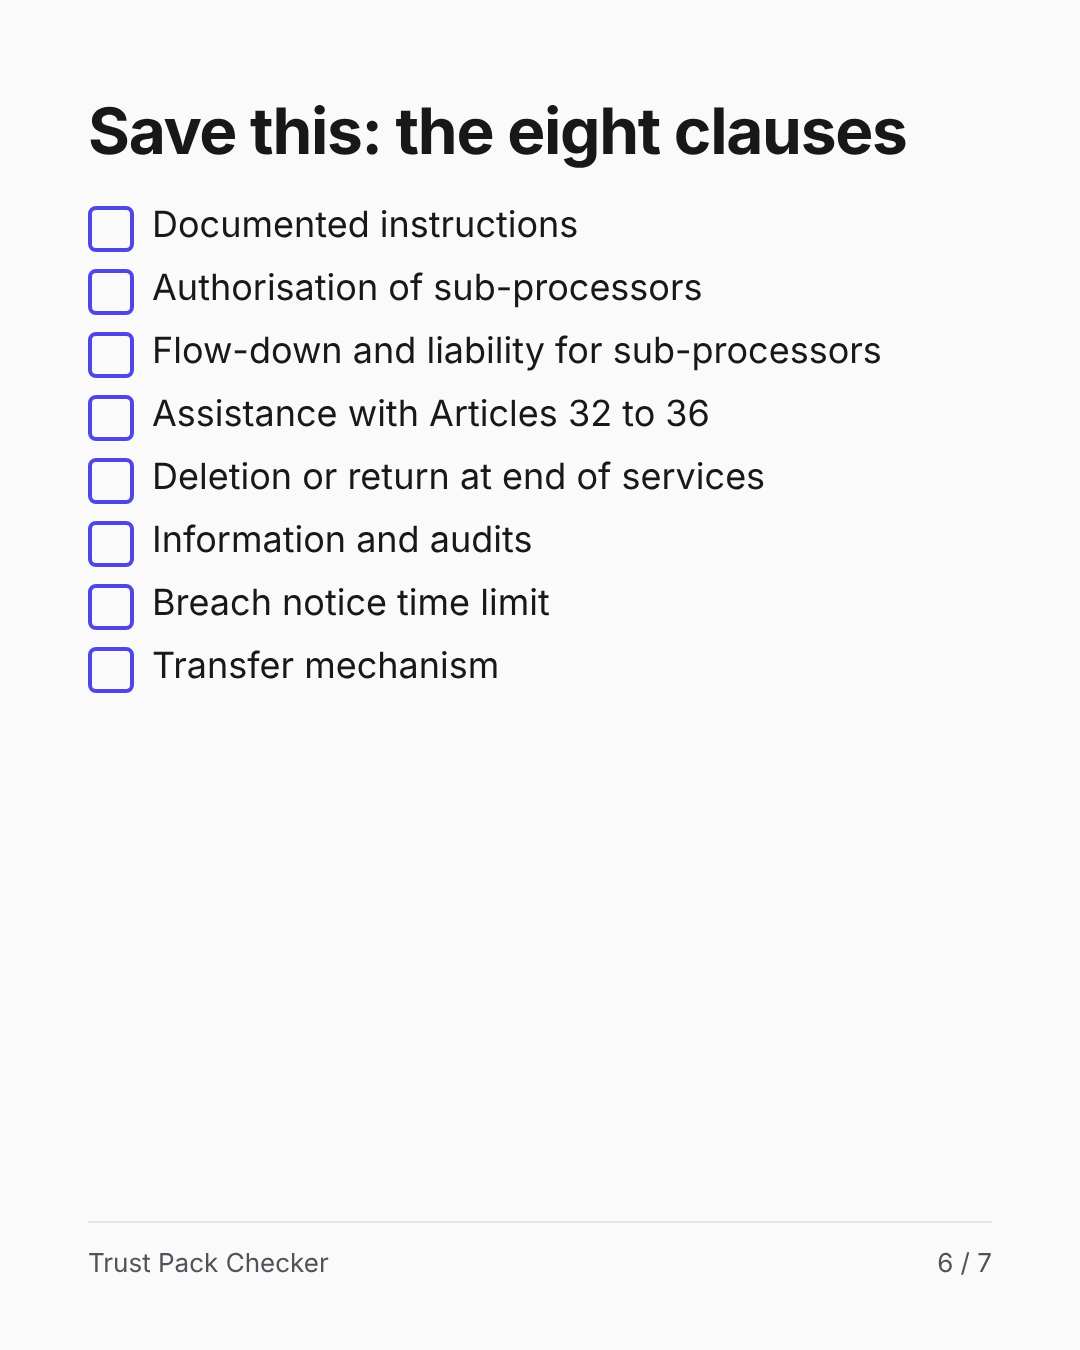 Save this: the eight clauses
Documented instructions
Authorisation of sub-processors
Flow-down and liability for sub-processors
Assistance with Articles 32 to 36
Deletion or return at end of services
Information and audits
Breach notice time limit
Transfer mechanism
Trust Pack Checker
6 / 7